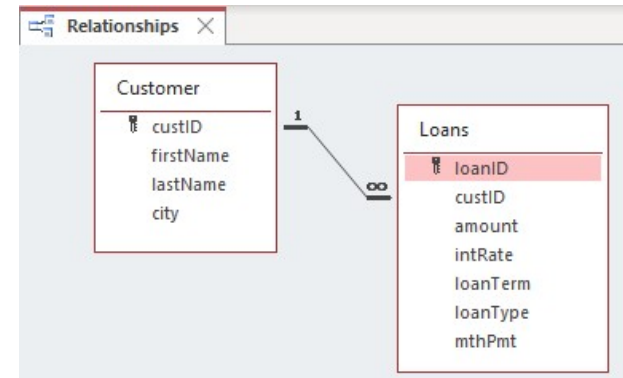 Relationships
Customer
custID
firstName
lastName
city
1
∞
Loans
loanID
custID
amount
intRate
loanTerm
loanType
mthPmt